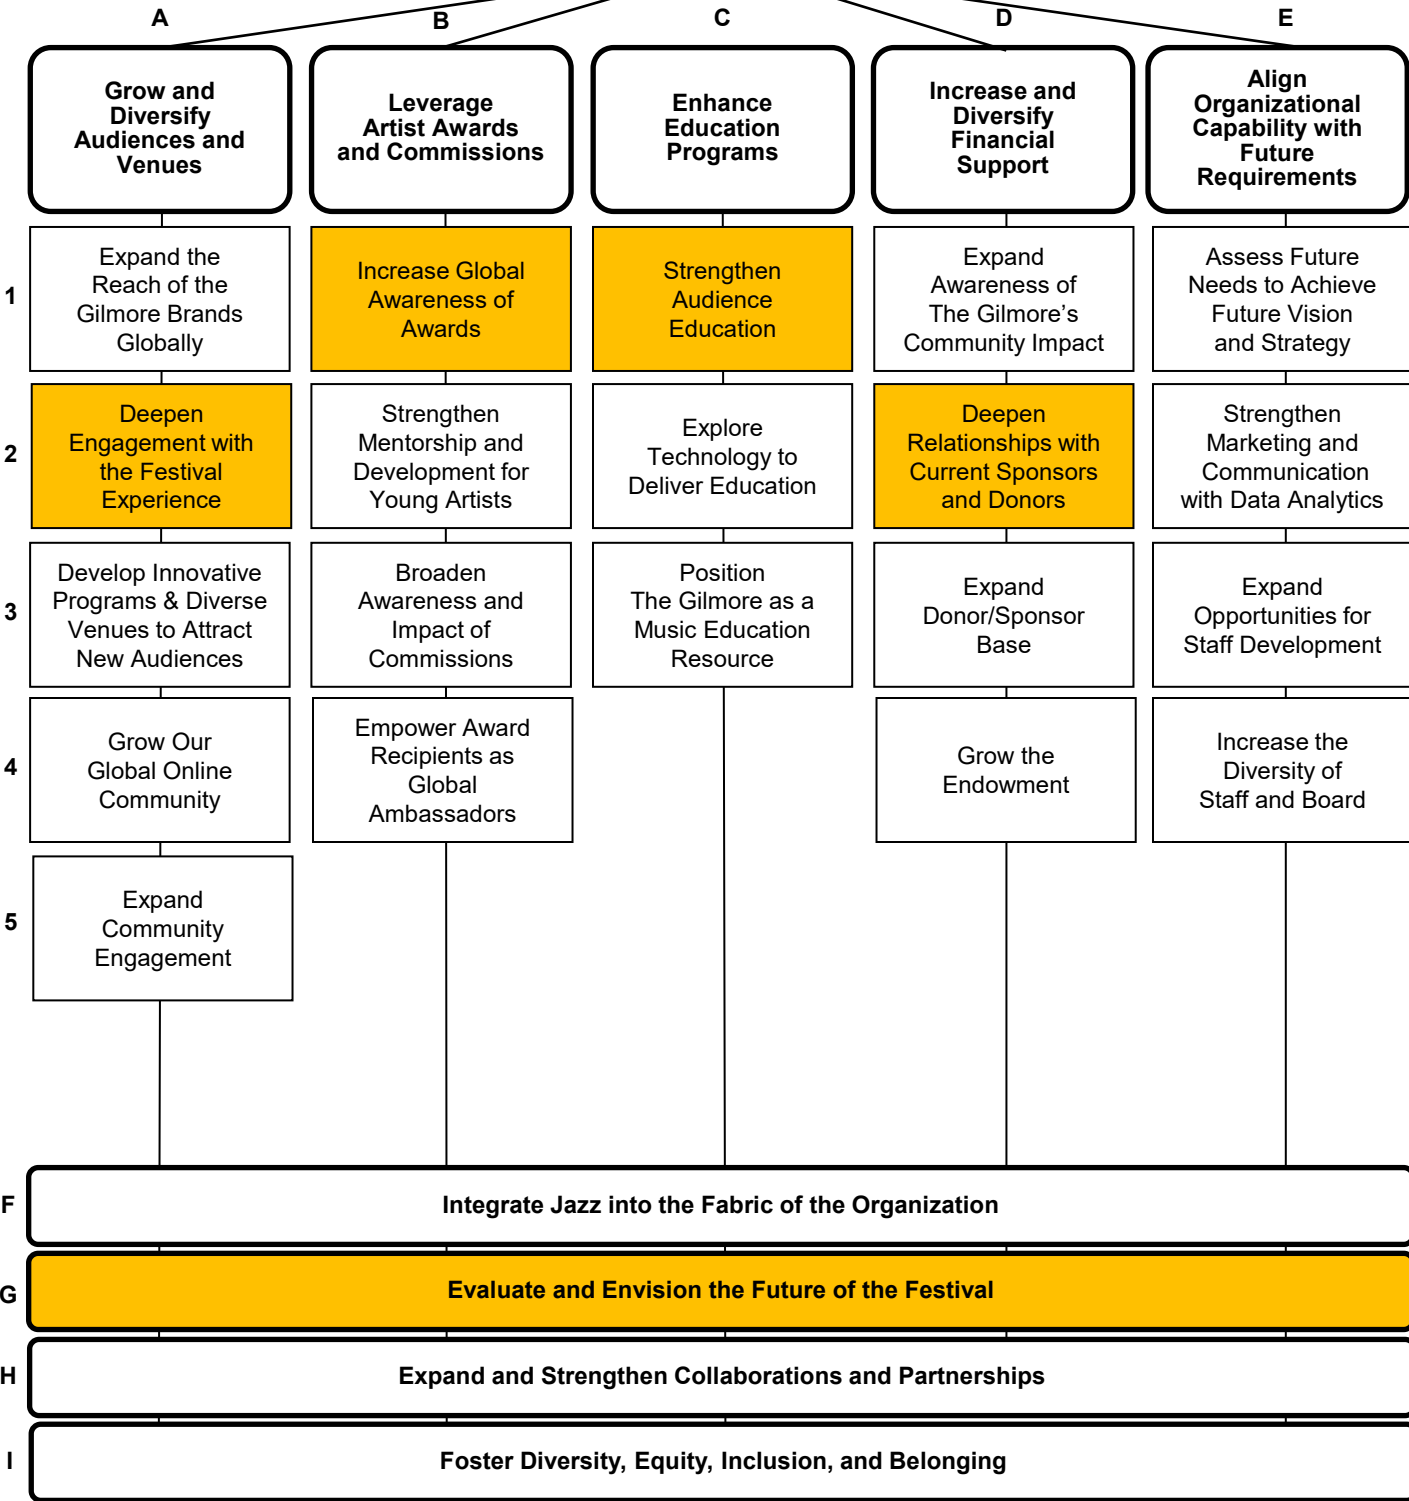 A
B
C
D
E
Grow and
Diversify
Audiences and
Venues
Leverage
Artist Awards
and Commissions
Enhance
Education
Programs
Increase and
Diversify
Financial
Support
Align
Organizational
Capability with
Future
Requirements
1
Expand the
Reach of the
Gilmore Brands
Globally
Increase Global
Awareness of
Awards
Strengthen
Audience
Education
Expand
Awareness of
The Gilmore’s
Community Impact
Assess Future
Needs to Achieve
Future Vision
and Strategy
2
Deepen
Engagement with
the Festival
Experience
Strengthen
Mentorship and
Development for
Young Artists
Explore
Technology to
Deliver Education
Deepen
Relationships with
Current Sponsors
and Donors
Strengthen
Marketing and
Communication
with Data Analytics
3
Develop Innovative
Programs & Diverse
Venues to Attract
New Audiences
Broaden
Awareness and
Impact of
Commissions
Position
The Gilmore as a
Music Education
Resource
Expand
Donor/Sponsor
Base
Expand
Opportunities for
Staff Development
4
Grow Our
Global Online
Community
Empower Award
Recipients as
Global
Ambassadors
Grow the
Endowment
Increase the
Diversity of
Staff and Board
5
Expand
Community
Engagement
F
Integrate Jazz into the Fabric of the Organization
G
Evaluate and Envision the Future of the Festival
H
Expand and Strengthen Collaborations and Partnerships
I
Foster Diversity, Equity, Inclusion, and Belonging